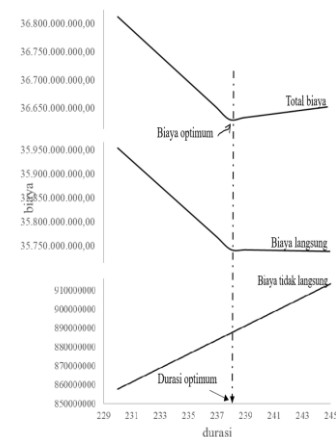 36.800.000.000,00
36.750.000.000,00
36.700.000.000,00
36.650.000.000,00
Total biaya
Biaya optimum
35.950.000.000,00
35.900.000.000,00
35.850.000.000,00
35.800.000.000,00
35.750.000.000,00
biaya
Biaya langsung
Biaya tidak langsung
910000000
900000000
890000000
880000000
870000000
860000000
850000000
Durasi optimum
229 231 233 235 237 239 241 243 245
durasi